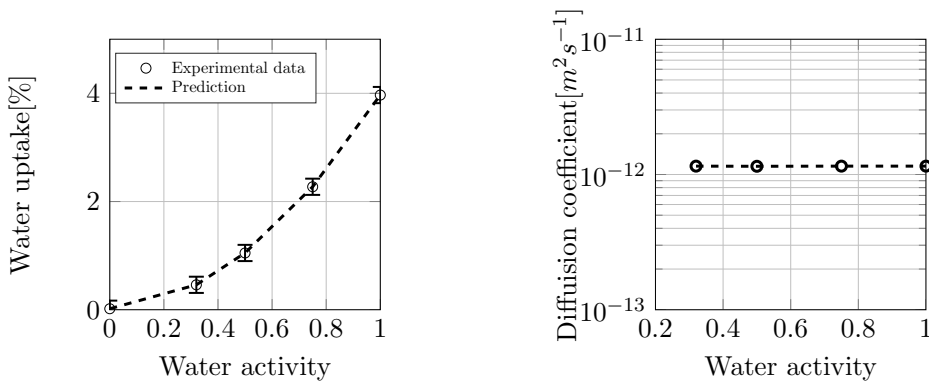 Water uptake[%]
4
2
0
Experimental data
Prediction
0 0.2 0.4 0.6 0.8 1
Water activity
Diffuision coefficient[m²s⁻¹]
10⁻¹¹
10⁻¹²
10⁻¹³
0.2 0.4 0.6 0.8 1
Water activity